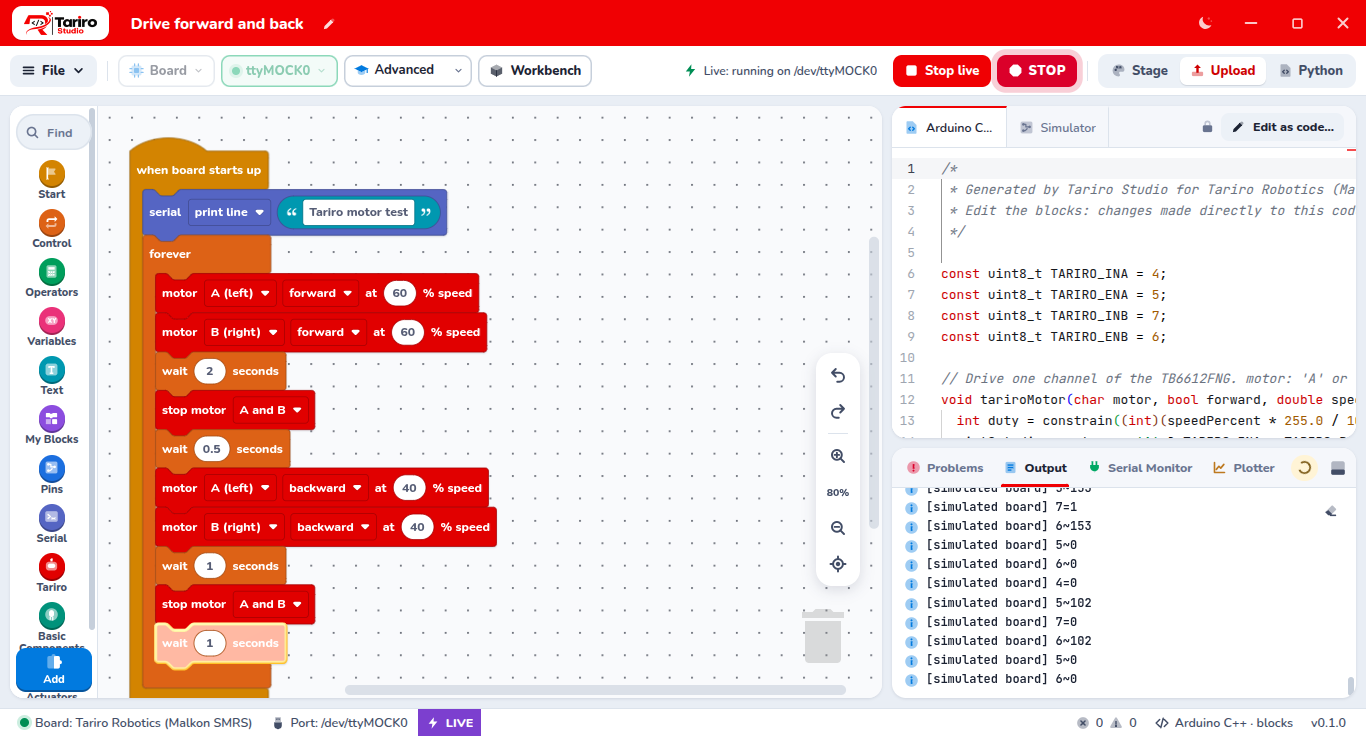 Tariro
Studio
Drive forward and back
File
Board
ttyMOCK0
Advanced
Workbench
Live: running on /dev/ttyMOCK0
Stop live
STOP
Stage
Upload
Python
Find
Start
Control
Operators
Variables
Text
My Blocks
Pins
Serial
Tariro
Basic
Add
when board starts up
serial print line “ Tariro motor test ”
forever
motor A (left) forward at 60 % speed
motor B (right) forward at 60 % speed
wait 2 seconds
stop motor A and B
wait 0.5 seconds
motor A (left) backward at 40 % speed
motor B (right) backward at 40 % speed
wait 1 seconds
stop motor A and B
wait 1 seconds
80%
Arduino C...
Simulator
Edit as code...
1 /*
2 * Generated by Tariro Studio for Tariro Robotics (Ma
3 * Edit the blocks: changes made directly to this cod
4 */
5
6 const uint8_t TARIRO_INA = 4;
7 const uint8_t TARIRO_ENA = 5;
8 const uint8_t TARIRO_INB = 7;
9 const uint8_t TARIRO_ENB = 6;
10
11 // Drive one channel of the TB6612FNG. motor: 'A' or
12 void tariroMotor(char motor, bool forward, double spe
13 int duty = constrain((int)(speedPercent * 255.0 / 1
Problems
Output
Serial Monitor
Plotter
[simulated board] 5~153
[simulated board] 7=1
[simulated board] 6~153
[simulated board] 5~0
[simulated board] 6~0
[simulated board] 4=0
[simulated board] 5~102
[simulated board] 7=0
[simulated board] 6~102
[simulated board] 5~0
[simulated board] 6~0
Board: Tariro Robotics (Malkon SMRS)
Port: /dev/ttyMOCK0
LIVE
0
0
Arduino C++ · blocks
v0.1.0